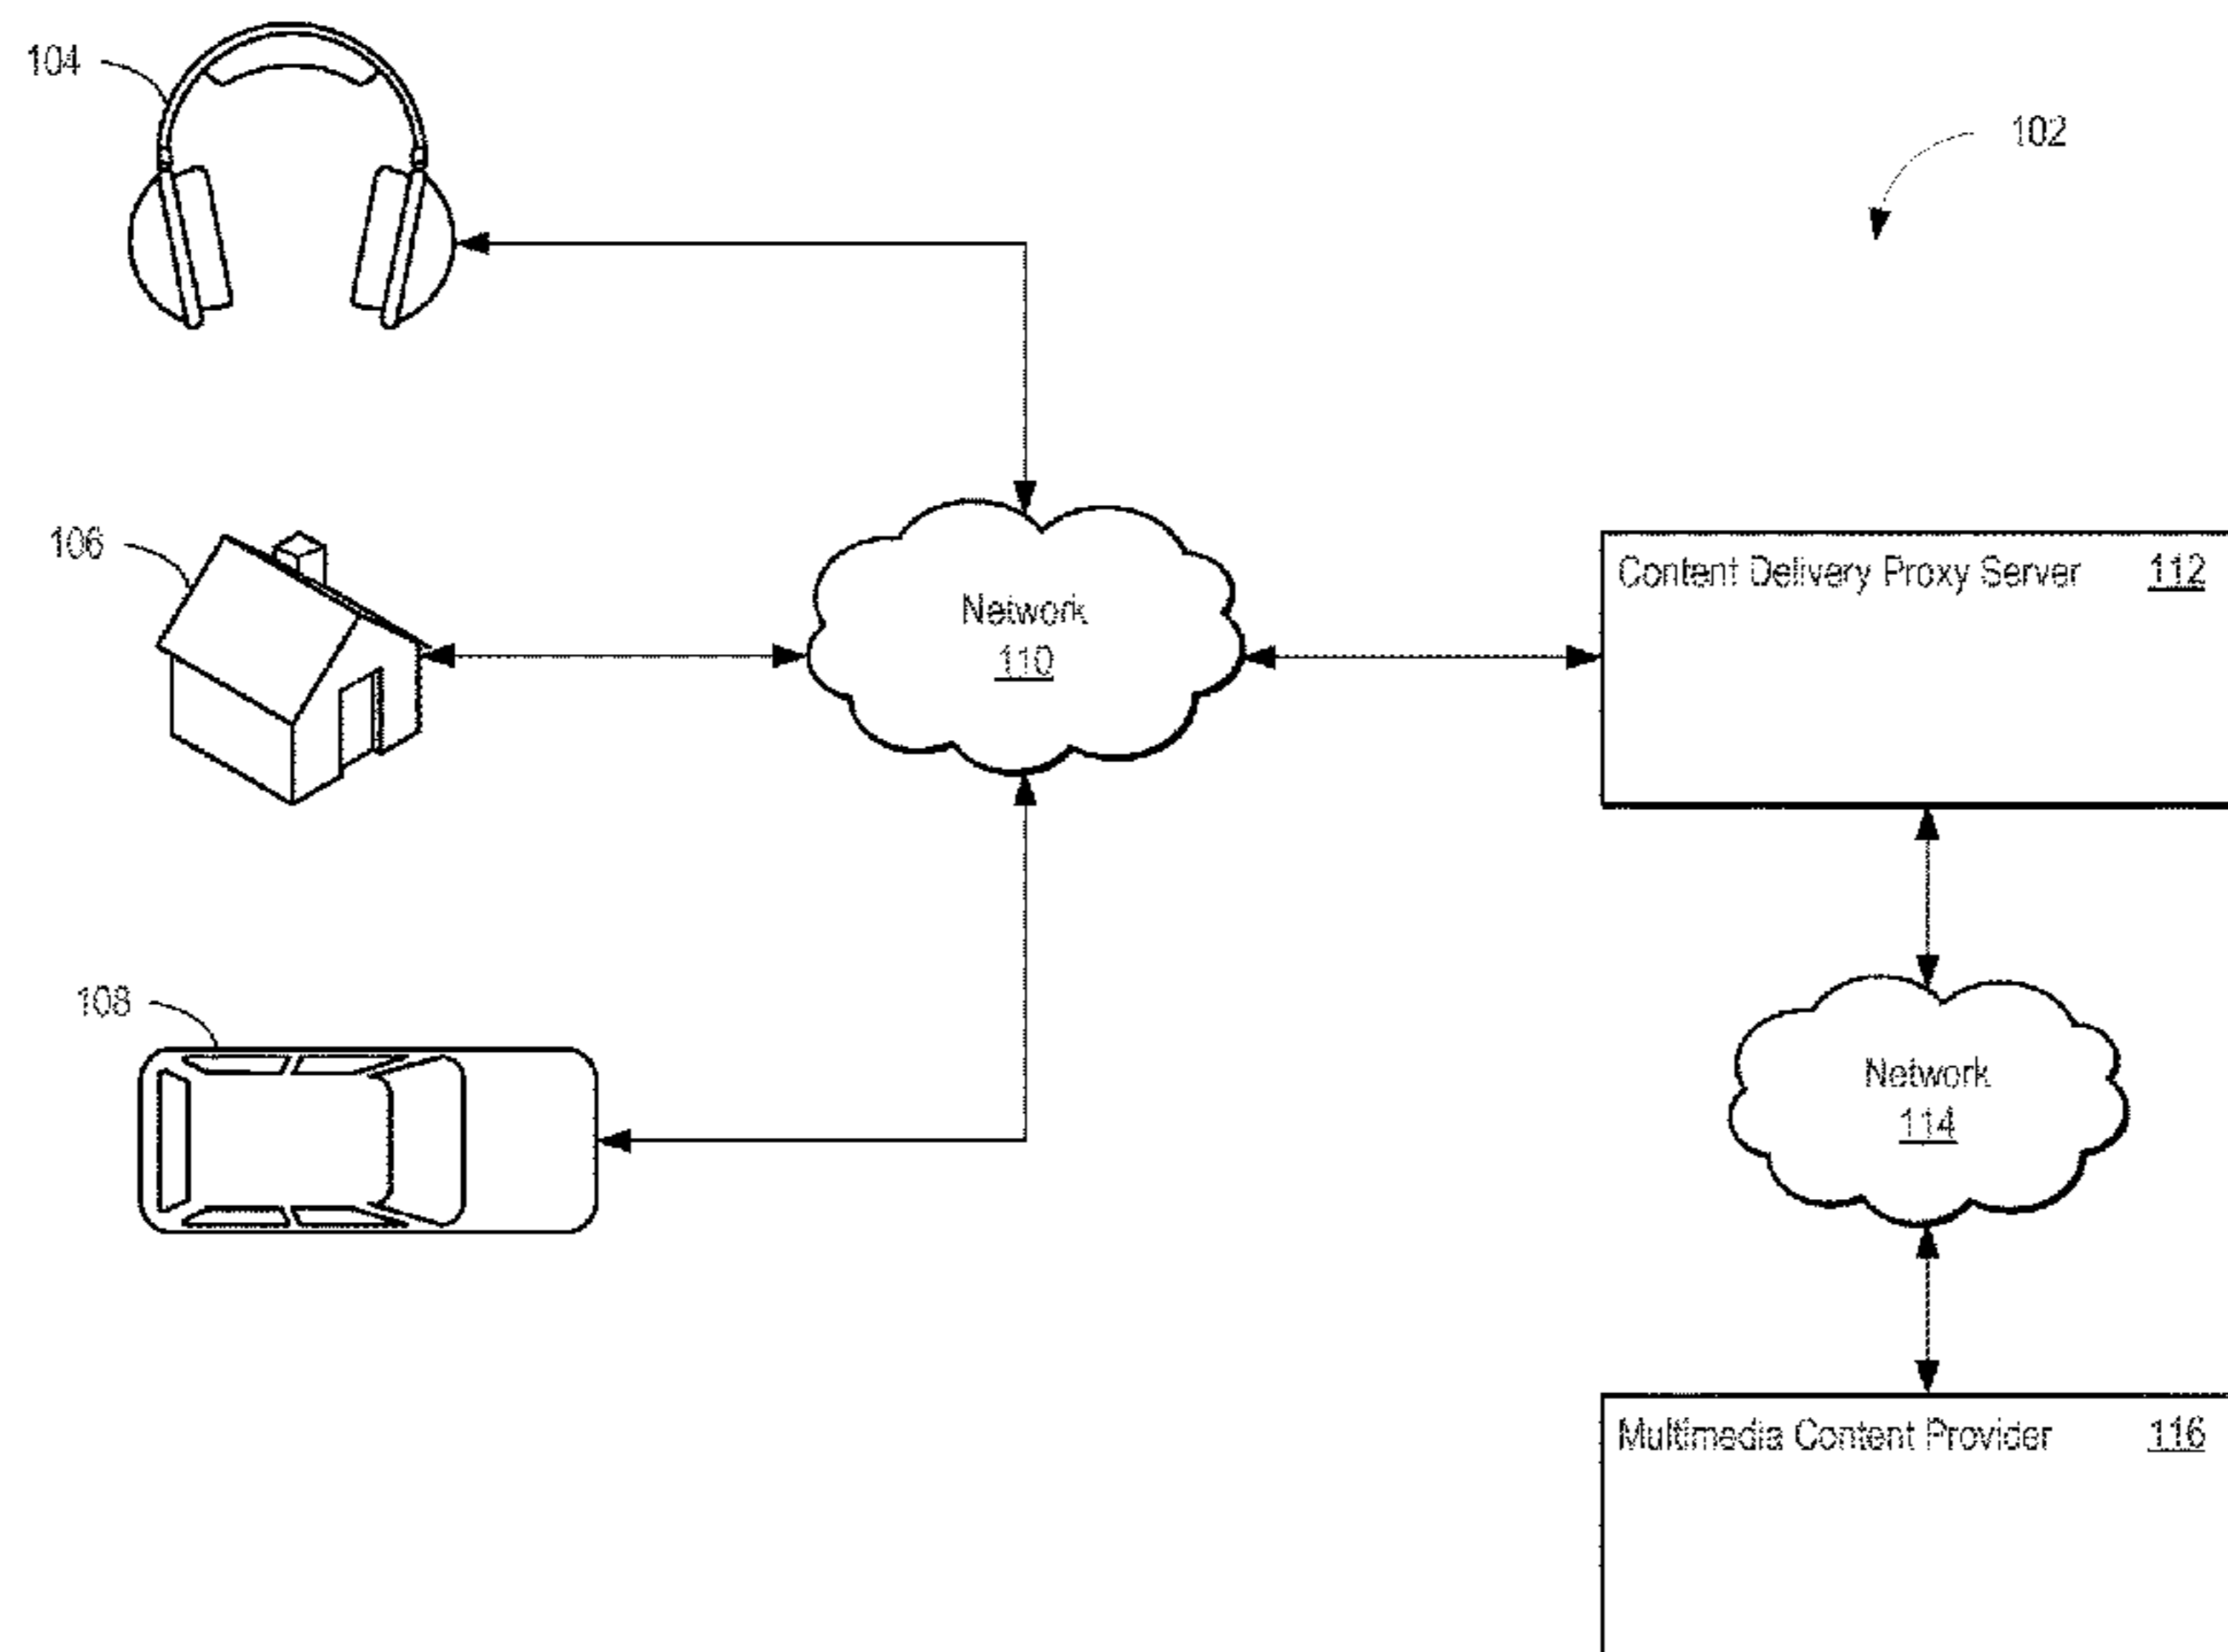 104
102
106
Content Delivery Proxy Server 112
Network
110
108
Network
114
Multimedia Content Provider 116